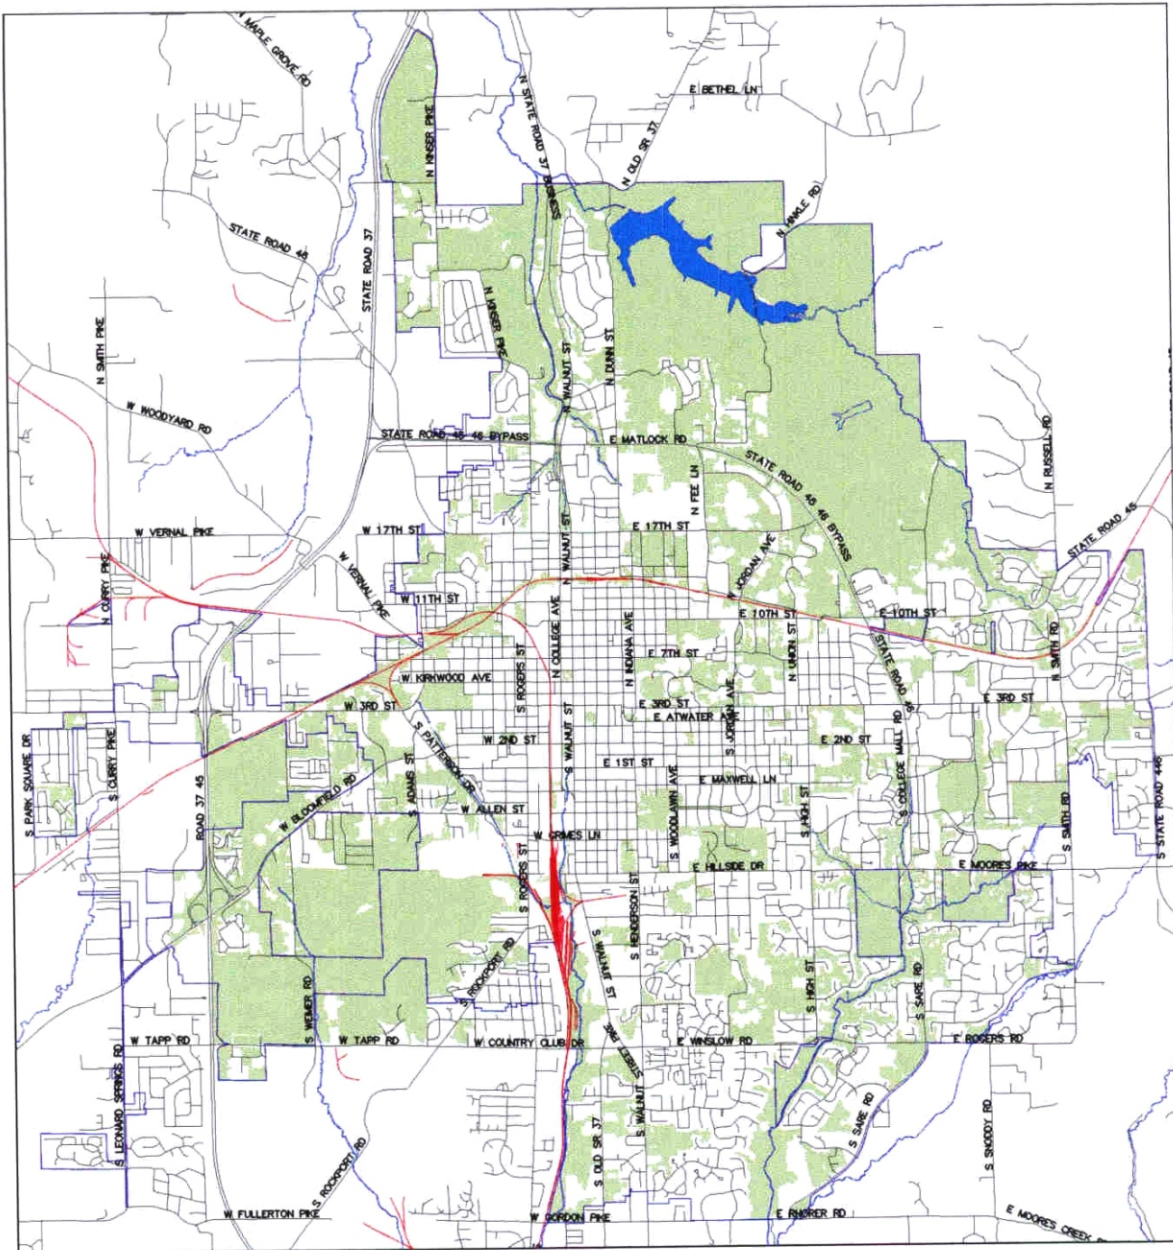 N MAPLE GROVE RD
E BETHEL LN
N KINSER PIKE
N STATE ROAD 37 BUSINESS
N OLD SR 37
N HINKLE RD
STATE ROAD 46
STATE ROAD 37
N SMITH PIKE
N KINSER PIKE
N WALNUT ST
N DUNN ST
W WOODYARD RD
STATE ROAD 45 46 BYPASS
E MATLOCK RD
STATE ROAD 45 46 BYPASS
N FEE LN
N RUSSELL RD
W VERNAL PIKE
W 17TH ST
N WALNUT ST
E 17TH ST
STATE ROAD 45
N CURRY PIKE
W VERNAL PIKE
W 11TH ST
N COLLEGE AVE
N JORDAN AVE
E 10TH ST
E 10TH ST
N INDIANA AVE
E 7TH ST
N UNION ST
N SMITH RD
W KIRKWOOD AVE
S ROGERS ST
STATE ROAD 46
W 3RD ST
E 3RD ST
E 3RD ST
E ATWATER AVE
S JORDAN AVE
S PARK SQUARE DR
S CURRY PIKE
S PATTERSON DR
W 2ND ST
S WALNUT ST
E 2ND ST
S COLLEGE MALL RD
E 1ST ST
E MAXWELL LN
ROAD 37 45
W BLOOMFIELD RD
S ADAMS ST
W ALLEN ST
S WOODLAWN AVE
S HIGH ST
S SMITH RD
S STATE ROAD 446
W GRIMES LN
S ROGERS ST
E HILLSIDE DR
E MOORES PIKE
S HENDERSON ST
S ROCKPORT RD
S WALNUT ST
S WEIMER RD
S HIGH ST
S SARE RD
W TAPP RD
W TAPP RD
W COUNTRY CLUB DR
E WINSLOW RD
E ROGERS RD
S LEONARD SPRINGS RD
S WALNUT STREET PIKE
S SARE RD
S ROCKPORT RD
S OLD SR 37
S SNODDY RD
W FULLERTON PIKE
W GORDON PIKE
E RHORER RD
E MOORES CREEK